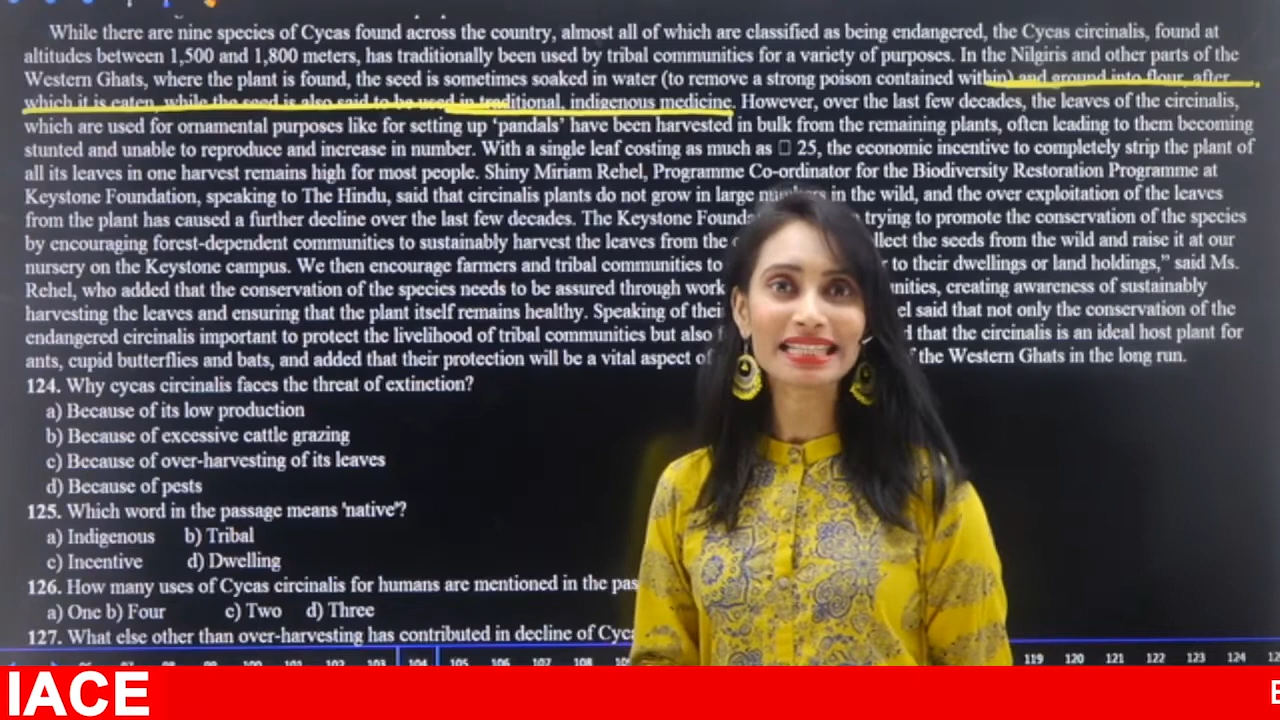 While there are nine species of Cycas found across the country, almost all of which are classified as being endangered, the Cycas circinalis, found at
altitudes between 1,500 and 1,800 meters, has traditionally been used by tribal communities for a variety of purposes. In the Nilgiris and other parts of the
Western Ghats, where the plant is found, the seed is sometimes soaked in water (to remove a strong poison contained within) and ground into flour, after
which it is eaten, while the seed is also said to be used in traditional, indigenous medicine. However, over the last few decades, the leaves of the circinalis,
which are used for ornamental purposes like for setting up ‘pandals’ have been harvested in bulk from the remaining plants, often leading to them becoming
stunted and unable to reproduce and increase in number. With a single leaf costing as much as □ 25, the economic incentive to completely strip the plant of
all its leaves in one harvest remains high for most people. Shiny Miriam Rehel, Programme Co-ordinator for the Biodiversity Restoration Programme at
Keystone Foundation, speaking to The Hindu, said that circinalis plants do not grow in large numbers in the wild, and the over exploitation of the leaves
from the plant has caused a further decline over the last few decades. The Keystone trying to promote the conservation of the species
by encouraging forest-dependent communities to sustainably harvest the leaves from the the seeds from the wild and raise it at our
nursery on the Keystone campus. We then encourage farmers and tribal communities to to their dwellings or land holdings,” said Ms.
Rehel, who added that the conservation of the species needs to be assured through creating awareness of sustainably
harvesting the leaves and ensuring that the plant itself remains healthy. Speaking of said that not only the conservation of the
endangered circinalis important to protect the livelihood of tribal communities but also that the circinalis is an ideal host plant for
ants, cupid butterflies and bats, and added that their protection will be a vital aspect of the Western Ghats in the long run.
124. Why cycas circinalis faces the threat of extinction?
a) Because of its low production
b) Because of excessive cattle grazing
c) Because of over-harvesting of its leaves
d) Because of pests
125. Which word in the passage means 'native'?
a) Indigenous b) Tribal
c) Incentive d) Dwelling
126. How many uses of Cycas circinalis for humans are mentioned in the
a) One b) Four c) Two d) Three
127. What else other than over-harvesting has contributed in decline of
100 101 102 103 104 105 106 107 108 119 120 121 122 123 124
IACE